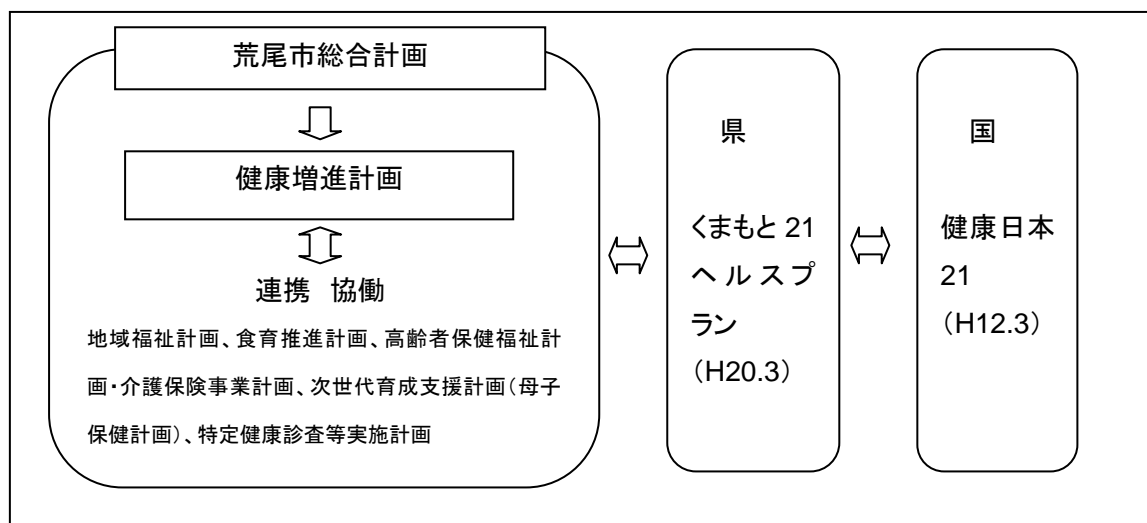 荒尾市総合計画
健康増進計画
連携 協働
地域福祉計画、食育推進計画、高齢者保健福祉計
画・介護保険事業計画、次世代育成支援計画(母子
保健計画)、特定健康診査等実施計画
県
くまもと 21
ヘルスプ
ラン
(H20.3)
国
健康日本
21
(H12.3)